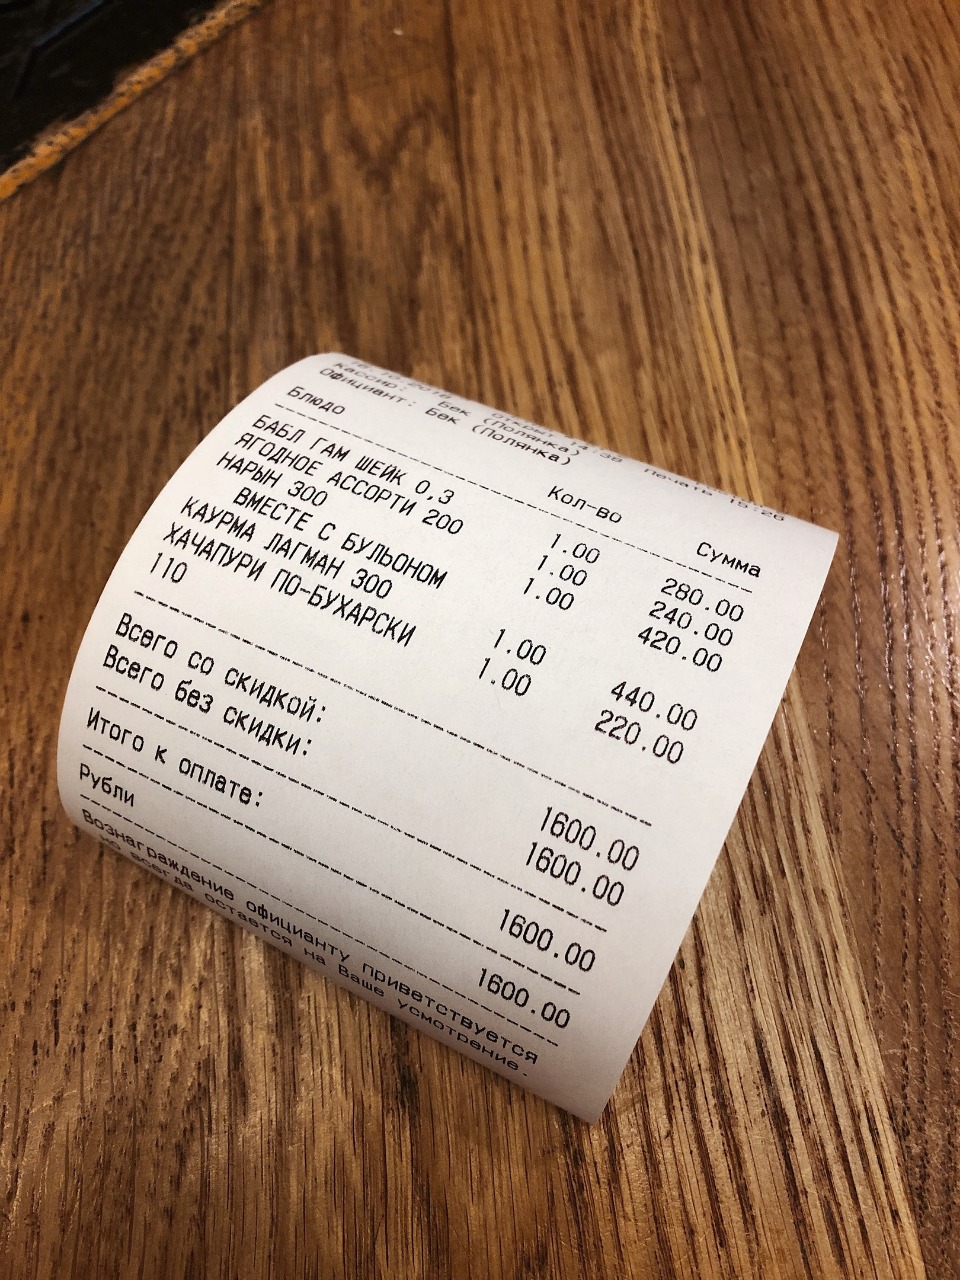 Кассир: Бек (Полянка)
Официант: Бек (Полянка)
Блюдо Кол-во Сумма
БАБЛ ГАМ ШЕЙК 0,3 1.00 280.00
ЯГОДНОЕ АССОРТИ 200 1.00 240.00
НАРЫН 300 1.00 420.00
ВМЕСТЕ С БУЛЬОНОМ
КАУРМА ЛАГМАН 300 1.00 440.00
ХАЧАПУРИ ПО-БУХАРСКИ 1.00 220.00
110
Всего со скидкой: 1600.00
Всего без скидки: 1600.00
Итого к оплате: 1600.00
Рубли 1600.00
Вознаграждение официанту приветствуется
но всегда остается на Ваше усмотрение.